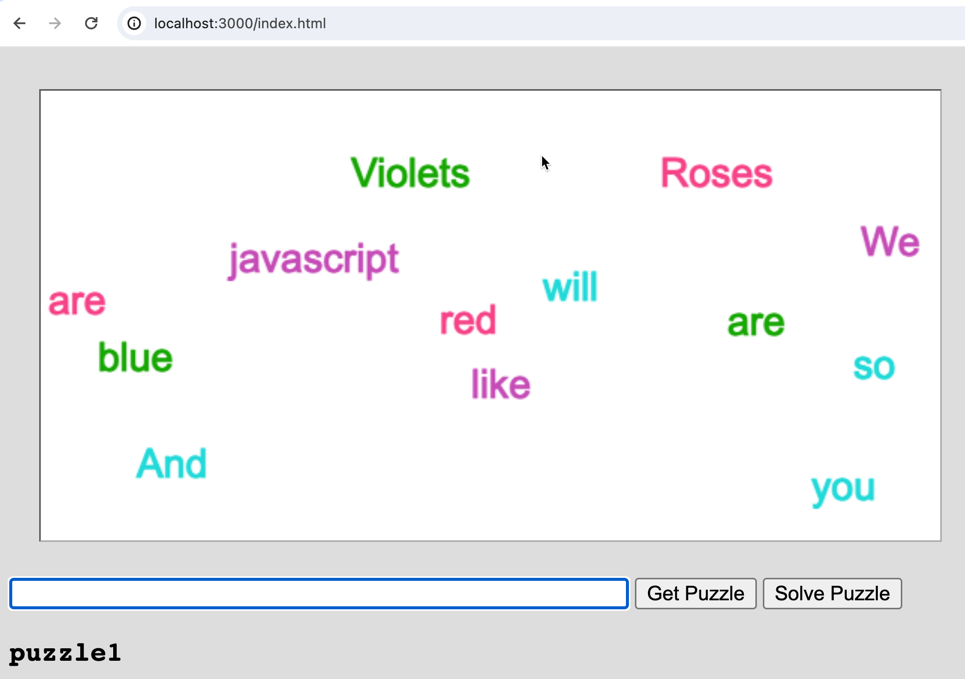 localhost:3000/index.html
Violets Roses
We
javascript
will
are
red
are
blue
so
like
And
you
Get Puzzle Solve Puzzle
puzzle1